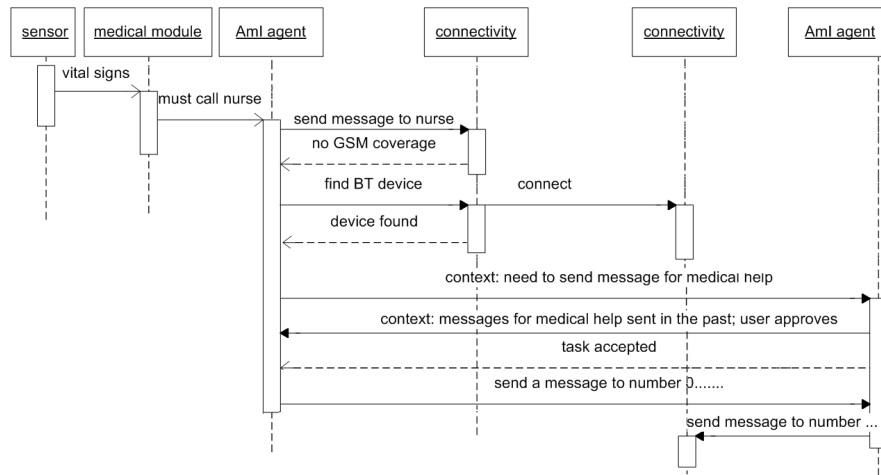 sensor
medical module
AmI agent
connectivity
connectivity
AmI agent
vital signs
must call nurse
send message to nurse
no GSM coverage
find BT device
connect
device found
context: need to send message for medical help
context: messages for medical help sent in the past; user approves
task accepted
send a message to number 0.......
send message to number ...